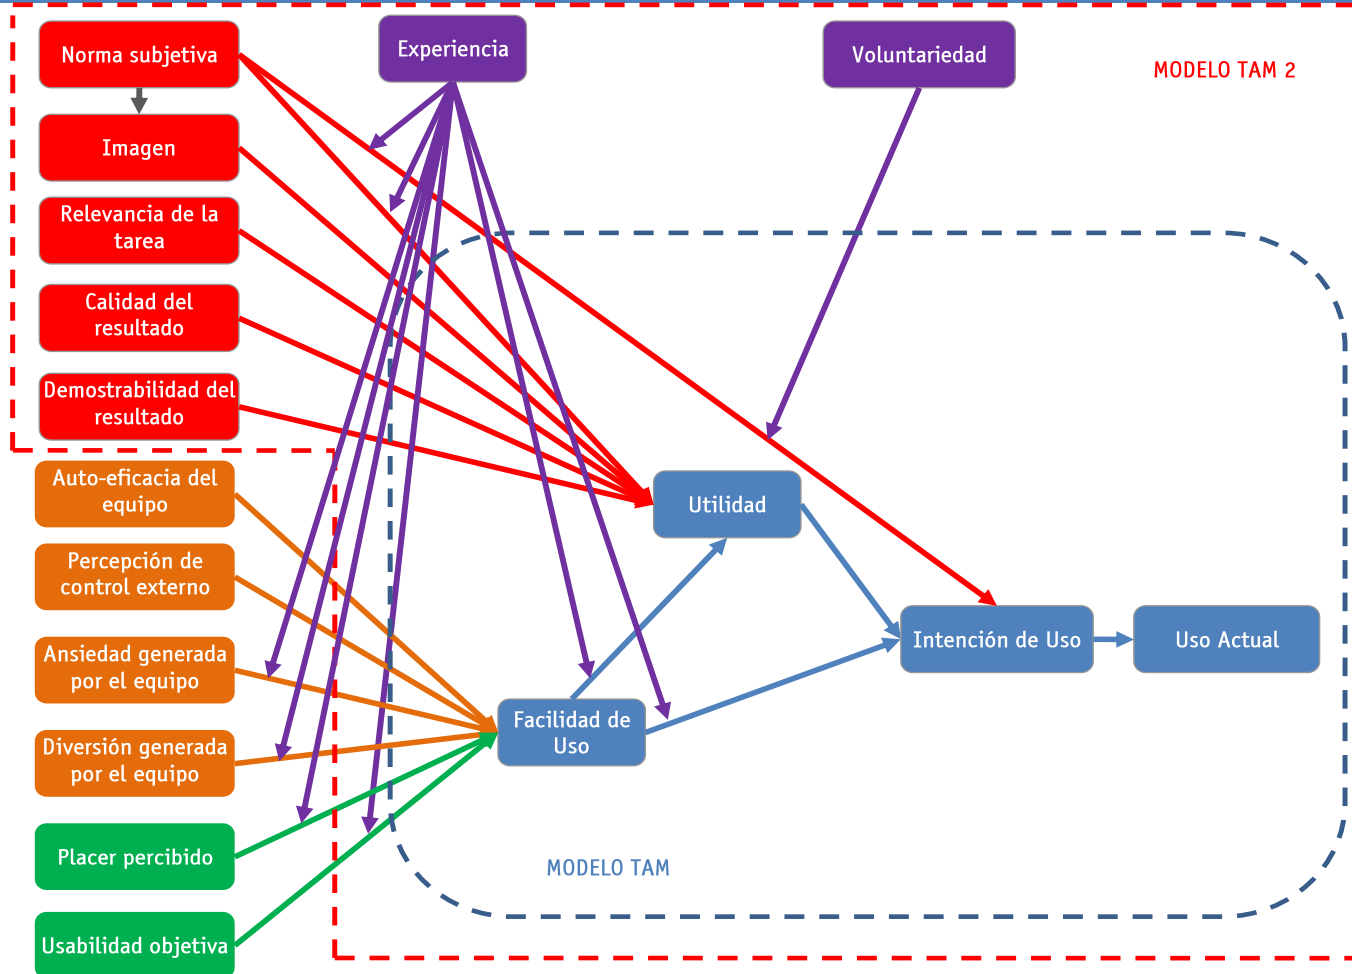 Norma subjetiva
Experiencia
Voluntariedad
MODELO TAM 2
Imagen
Relevancia de la
tarea
Calidad del
resultado
Demostrabilidad del
resultado
Auto-eficacia del
equipo
Utilidad
Percepción de
control externo
Ansiedad generada
por el equipo
Intención de Uso
Uso Actual
Facilidad de
Uso
Diversión generada
por el equipo
Placer percibido
MODELO TAM
Usabilidad objetiva